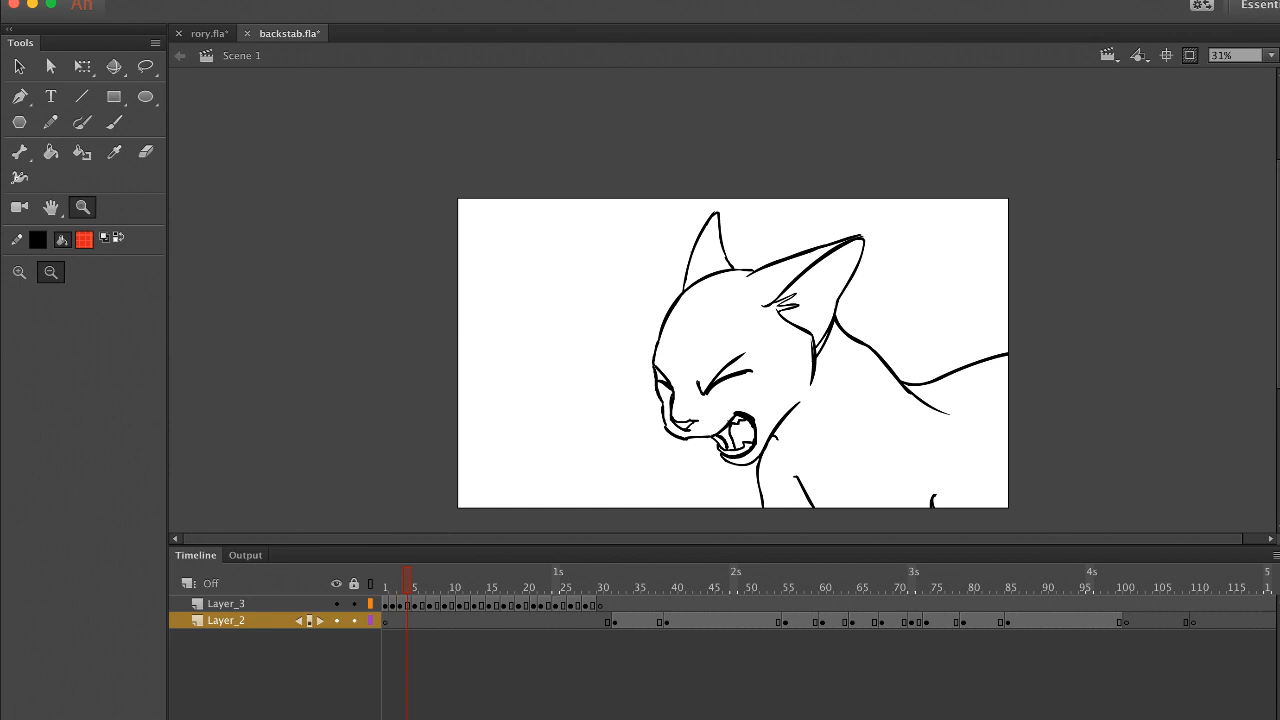 An
Essenti
Tools
rory.fla*
backstab.fla*
Scene 1
31%
T
Timeline
Output
1s
2s
3s
4s
5
Off
1
5
10
15
20
25
30
35
40
45
50
55
60
65
70
75
80
85
90
95
100
105
110
115
Layer_3
Layer_2